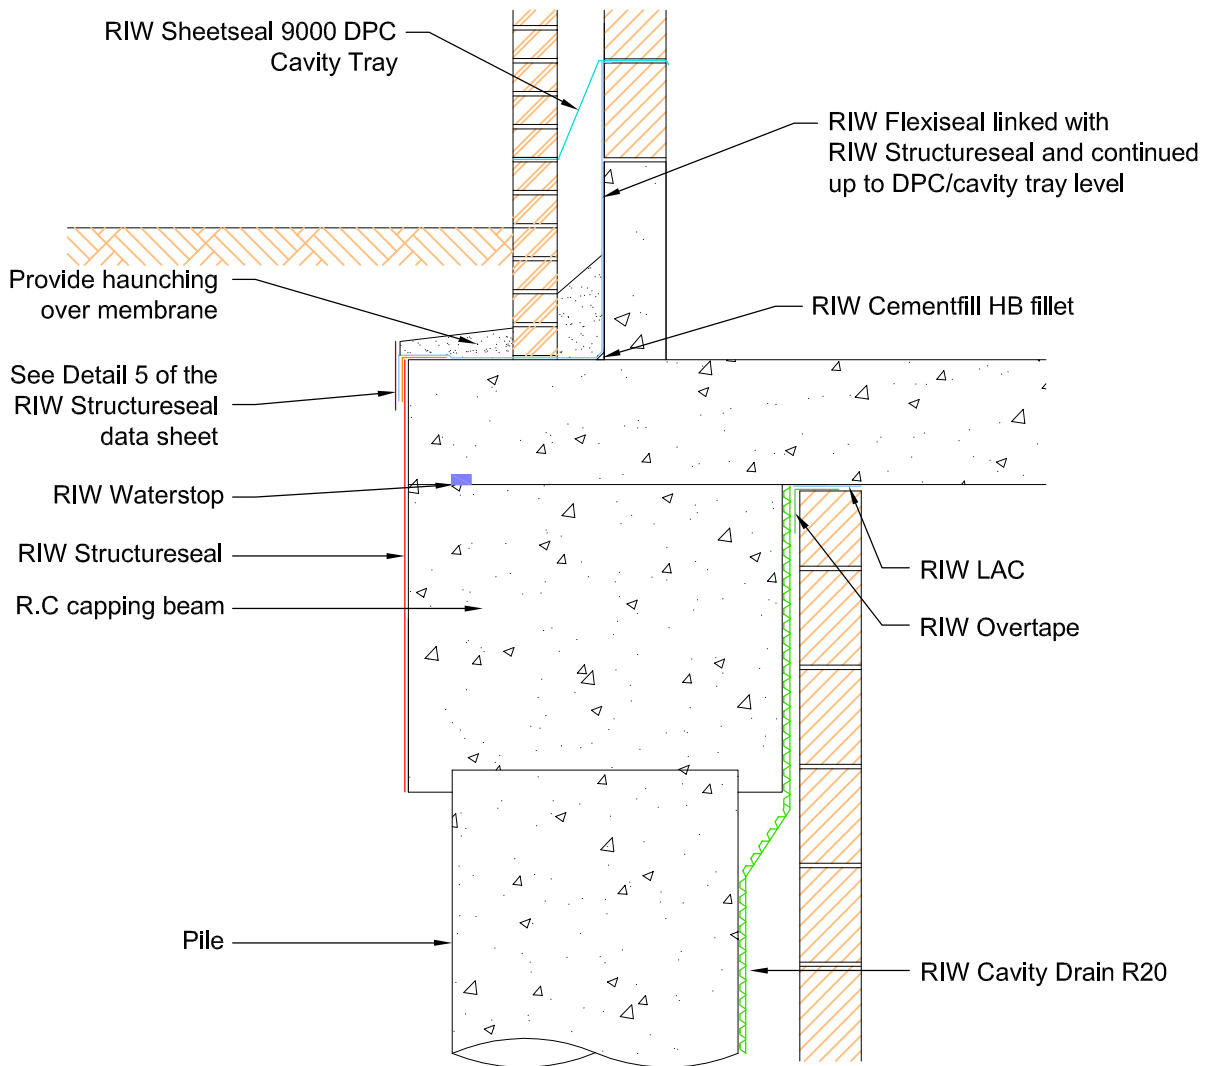 RIW Sheetseal 9000 DPC
Cavity Tray
RIW Flexiseal linked with
RIW Structureseal and continued
up to DPC/cavity tray level
Provide haunching
over membrane
RIW Cementfill HB fillet
See Detail 5 of the
RIW Structureseal
data sheet
RIW Waterstop
RIW Structureseal
RIW LAC
R.C capping beam
RIW Overtape
Pile
RIW Cavity Drain R20